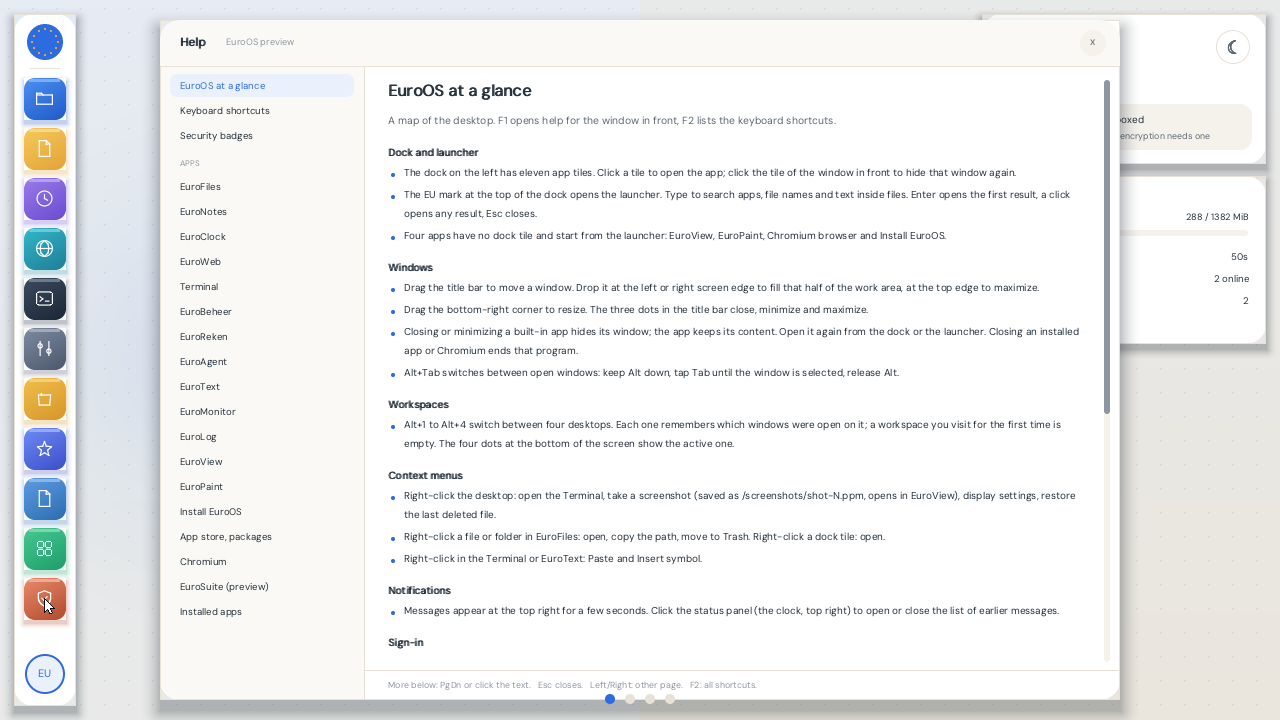 Help
EuroOS preview
x
EuroOS at a glance
Keyboard shortcuts
Security badges
APPS
EuroFiles
EuroNotes
EuroClock
EuroWeb
Terminal
EuroBeheer
EuroReken
EuroAgent
EuroText
EuroMonitor
EuroLog
EuroView
EuroPaint
Install EuroOS
App store, packages
Chromium
EuroSuite (preview)
Installed apps
EuroOS at a glance
A map of the desktop. F1 opens help for the window in front, F2 lists the keyboard shortcuts.
Dock and launcher
The dock on the left has eleven app tiles. Click a tile to open the app; click the tile of the window in front to hide that window again.
The EU mark at the top of the dock opens the launcher. Type to search apps, file names and text inside files. Enter opens the first result, a click
opens any result, Esc closes.
Four apps have no dock tile and start from the launcher: EuroView, EuroPaint, Chromium browser and Install EuroOS.
Windows
Drag the title bar to move a window. Drop it at the left or right screen edge to fill that half of the work area, at the top edge to maximize.
Drag the bottom-right corner to resize. The three dots in the title bar close, minimize and maximize.
Closing or minimizing a built-in app hides its window; the app keeps its content. Open it again from the dock or the launcher. Closing an installed
app or Chromium ends that program.
Alt+Tab switches between open windows: keep Alt down, tap Tab until the window is selected, release Alt.
Workspaces
Alt+1 to Alt+4 switch between four desktops. Each one remembers which windows were open on it; a workspace you visit for the first time is
empty. The four dots at the bottom of the screen show the active one.
Context menus
Right-click the desktop: open the Terminal, take a screenshot (saved as /screenshots/shot-N.ppm, opens in EuroView), display settings, restore
the last deleted file.
Right-click a file or folder in EuroFiles: open, copy the path, move to Trash. Right-click a dock tile: open.
Right-click in the Terminal or EuroText: Paste and Insert symbol.
Notifications
Messages appear at the top right for a few seconds. Click the status panel (the clock, top right) to open or close the list of earlier messages.
Sign-in
More below: PgDn or click the text. Esc closes. Left/Right: other page. F2: all shortcuts.
oxed
encryption needs one
288 / 1382 MiB
50s
2 online
2
EU